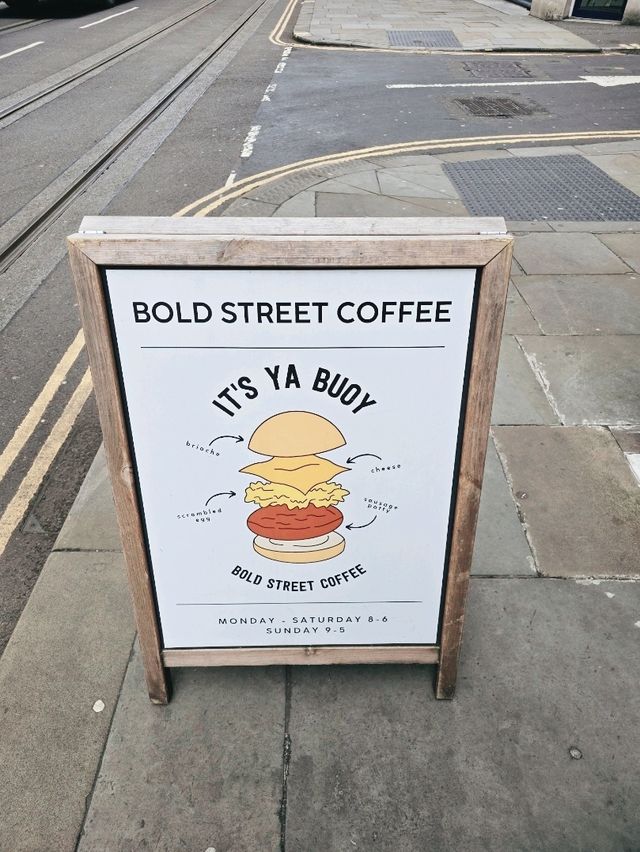 BOLD STREET COFFEE
IT'S YA BUOY
brioche
cheese
scrambled
egg
sausage
patty
BOLD STREET COFFEE
MONDAY - SATURDAY 8-6
SUNDAY 9-5